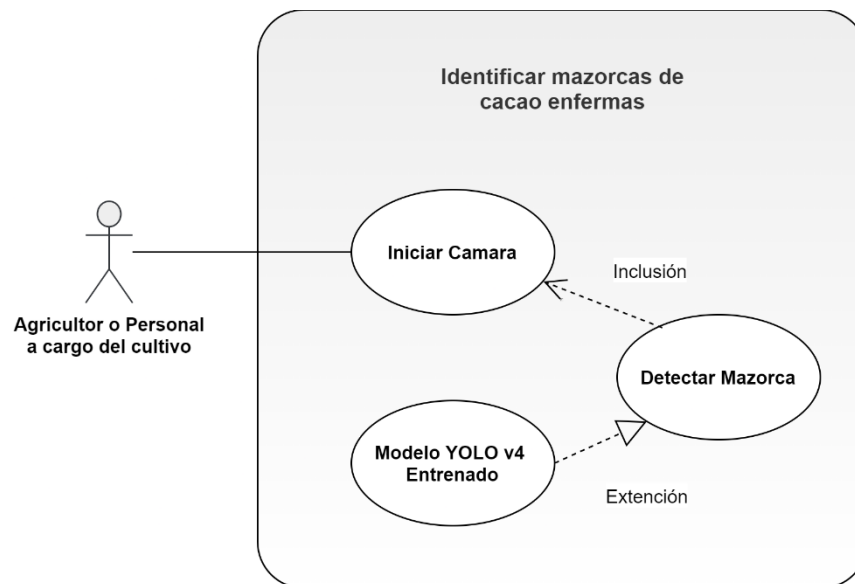 Identificar mazorcas de
cacao enfermas
Iniciar Camara
Inclusión
Agricultor o Personal
a cargo del cultivo
Detectar Mazorca
Modelo YOLO v4
Entrenado
Extención